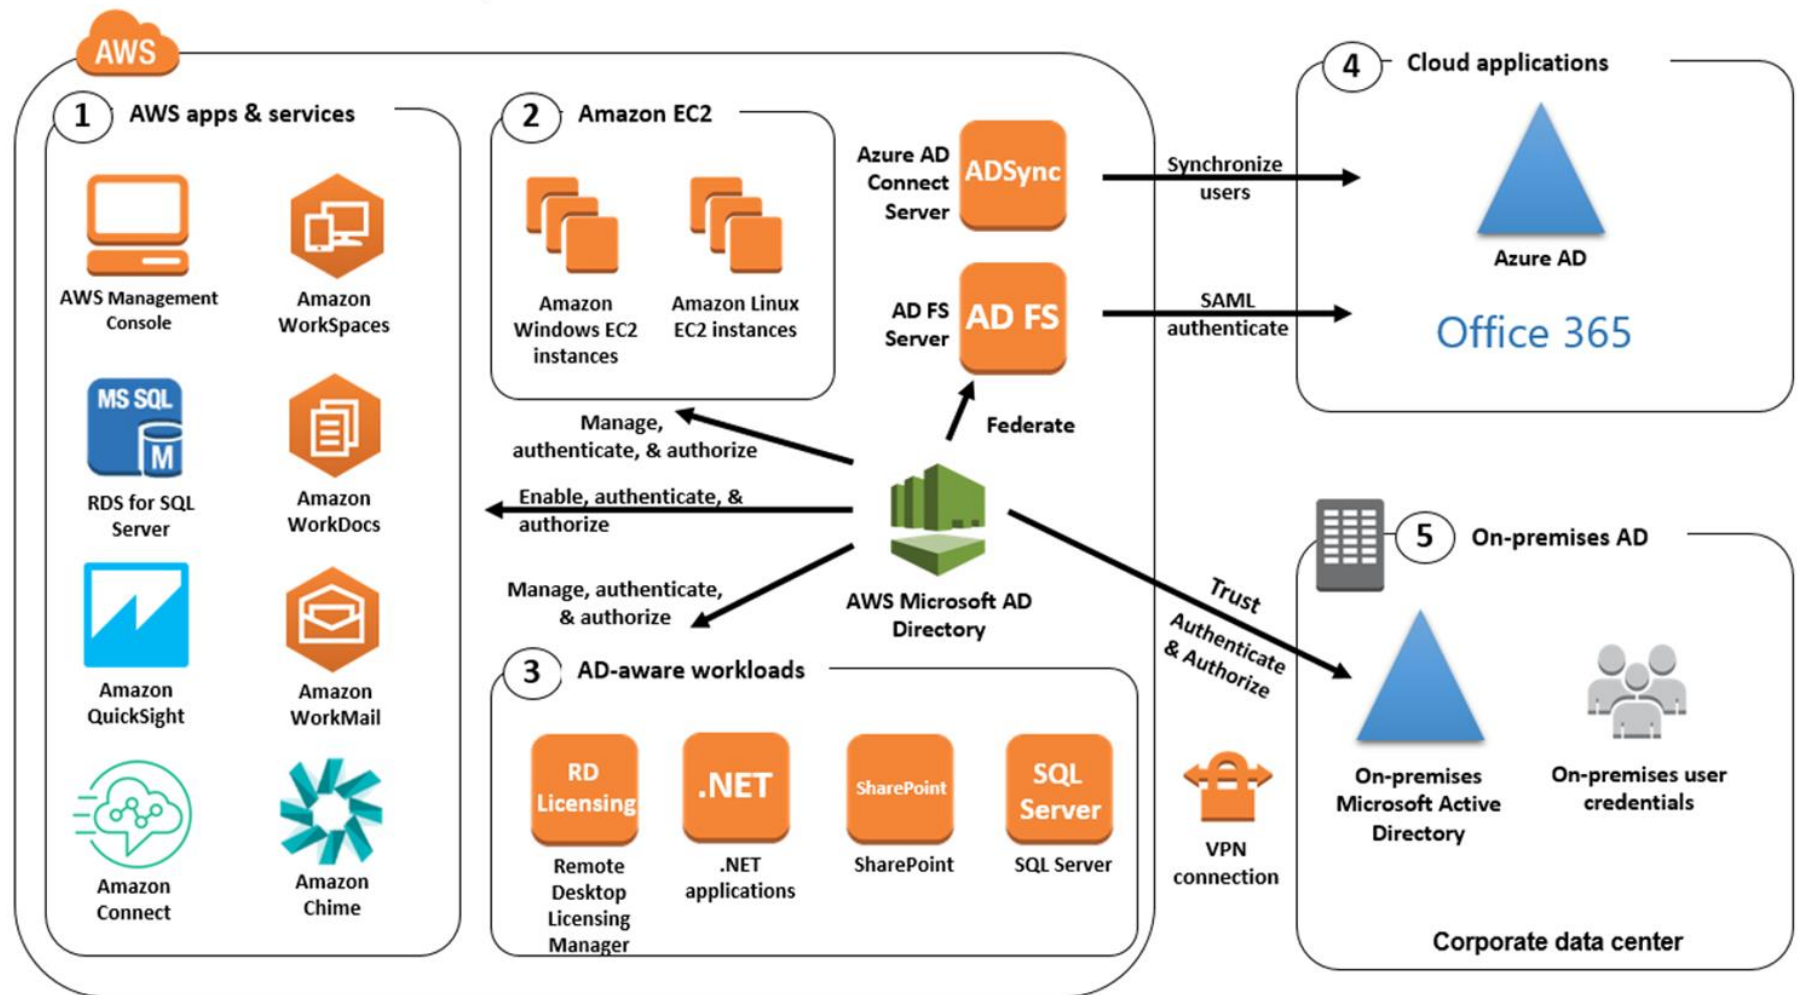 AWS
1
AWS apps & services
AWS Management
Console
Amazon
WorkSpaces
MS SQL
M
RDS for SQL
Server
Amazon
WorkDocs
Amazon
QuickSight
Amazon
WorkMail
Amazon
Connect
Amazon
Chime
2
Amazon EC2
Amazon
Windows EC2
instances
Amazon Linux
EC2 instances
Azure AD
Connect
Server
ADSync
AD FS
Server
AD FS
Synchronize
users
SAML
authenticate
4
Cloud applications
Azure AD
Office 365
Manage,
authenticate, & authorize
Federate
Enable, authenticate, &
authorize
Manage, authenticate,
& authorize
AWS Microsoft AD
Directory
Trust
Authenticate
& Authorize
3
AD-aware workloads
RD
Licensing
Remote
Desktop
Licensing
Manager
.NET
.NET
applications
SharePoint
SharePoint
SQL
Server
SQL Server
VPN
connection
5
On-premises AD
On-premises
Microsoft Active
Directory
On-premises user
credentials
Corporate data center